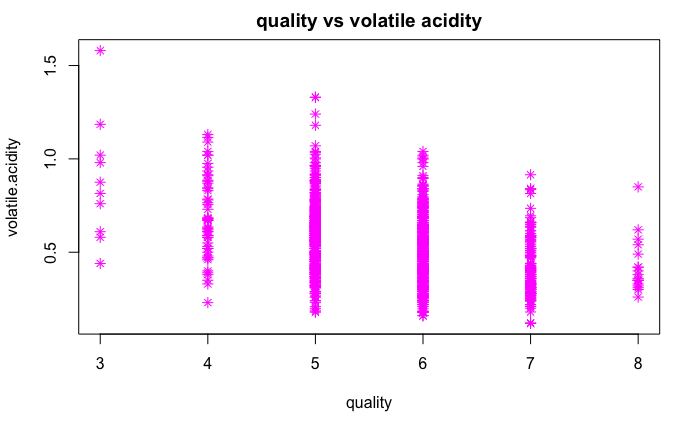 quality vs volatile acidity
volatile.acidity
1.5
1.0
0.5
3 4 5 6 7 8
quality